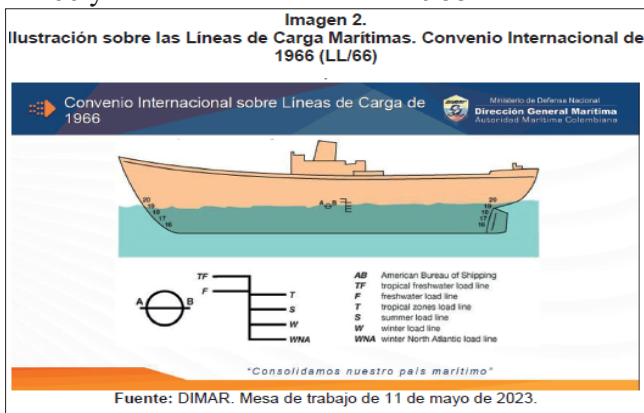 Imagen 2.
Ilustración sobre las Líneas de Carga Marítimas. Convenio Internacional de
1966 (LL/66)
Convenio Internacional sobre Líneas de Carga de
1966
Ministerio de Defensa Nacional
Dirección General Marítima
Autoridad Marítima Colombiana
20
19
18
17
16
A B
20
19
18
17
16
TF
F
A B
T
S
W
WNA
AB American Bureau of Shipping
TF tropical freshwater load line
F freshwater load line
T tropical zones load line
S summer load line
W winter load line
WNA winter North Atlantic load line
"Consolidamos nuestro país marítimo"
Fuente: DIMAR. Mesa de trabajo de 11 de mayo de 2023.